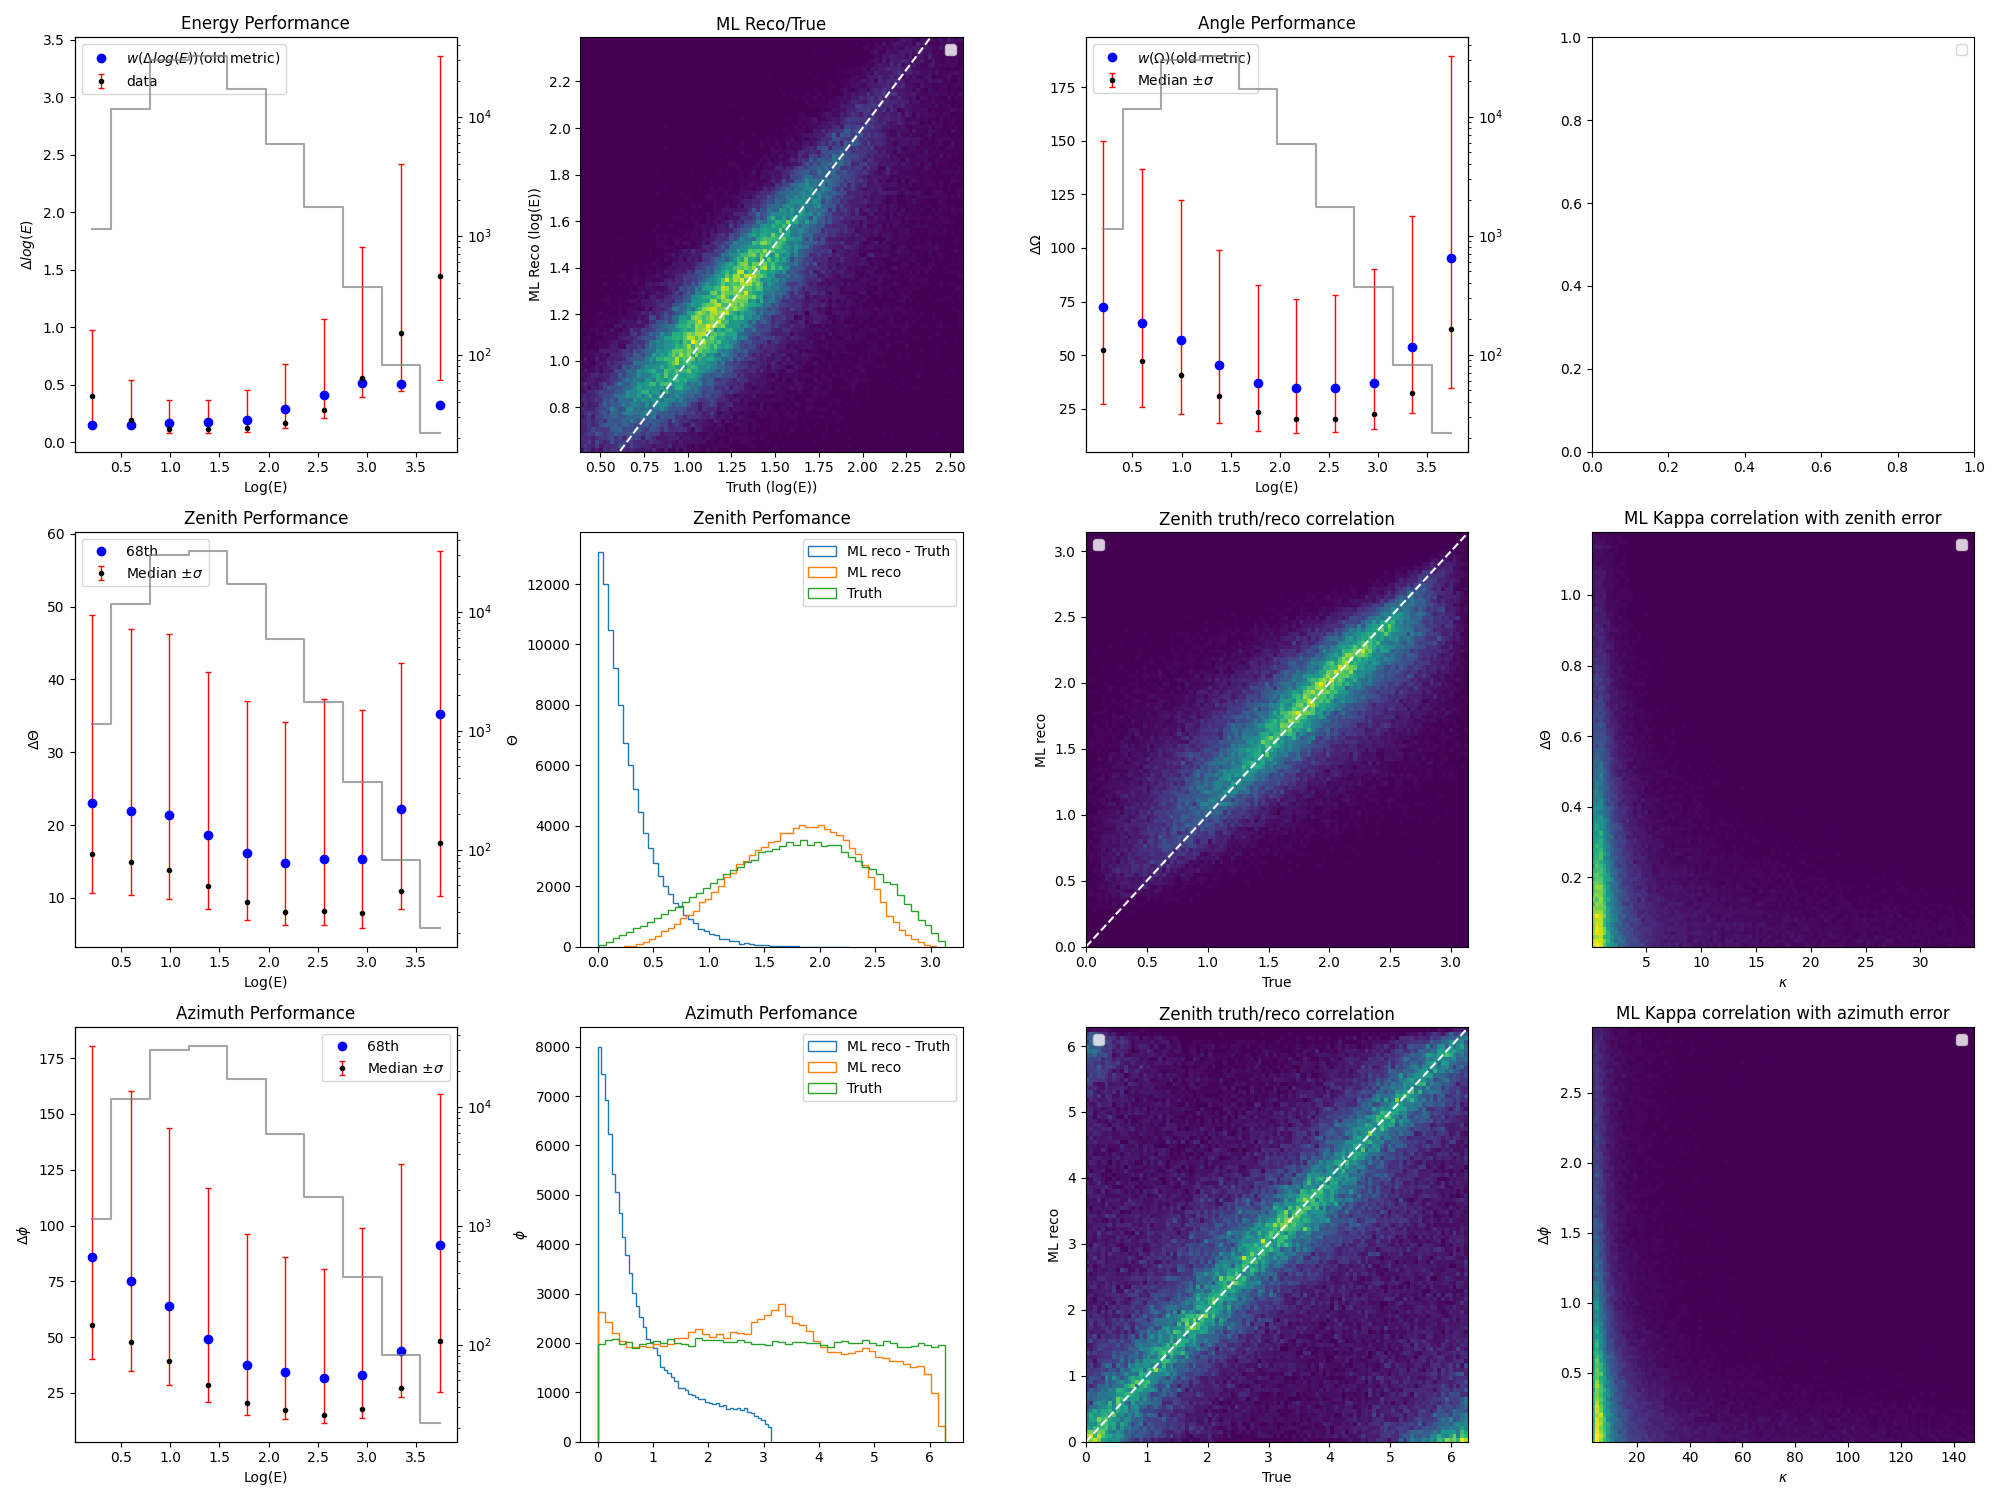 Energy Performance
3.5
3.0
2.5
2.0
1.5
1.0
0.5
0.0
Δlog(E)
w(Δlog(E))(old metric)
data
10⁴
10³
10²
0.5 1.0 1.5 2.0 2.5 3.0 3.5
Log(E)
ML Reco/True
2.2
2.0
1.8
1.6
1.4
1.2
1.0
0.8
ML Reco (log(E))
0.50 0.75 1.00 1.25 1.50 1.75 2.00 2.25 2.50
Truth (log(E))
Angle Performance
175
150
125
100
75
50
25
ΔΩ
w(Ω)(old metric)
Median ±σ
10⁴
10³
10²
0.5 1.0 1.5 2.0 2.5 3.0 3.5
Log(E)
1.0
0.8
0.6
0.4
0.2
0.0
0.0 0.2 0.4 0.6 0.8 1.0
Zenith Performance
60
50
40
30
20
10
ΔΘ
68th
Median ±σ
10⁴
10³
10²
0.5 1.0 1.5 2.0 2.5 3.0 3.5
Log(E)
Zenith Perfomance
12000
10000
8000
6000
4000
2000
0
Θ
ML reco - Truth
ML reco
Truth
0.0 0.5 1.0 1.5 2.0 2.5 3.0
Zenith truth/reco correlation
3.0
2.5
2.0
1.5
1.0
0.5
0.0
ML reco
0.0 0.5 1.0 1.5 2.0 2.5 3.0
True
ML Kappa correlation with zenith error
1.0
0.8
0.6
0.4
0.2
ΔΘ
5 10 15 20 25 30
κ
Azimuth Performance
175
150
125
100
75
50
25
Δϕ
68th
Median ±σ
10⁴
10³
10²
0.5 1.0 1.5 2.0 2.5 3.0 3.5
Log(E)
Azimuth Perfomance
8000
7000
6000
5000
4000
3000
2000
1000
0
ϕ
ML reco - Truth
ML reco
Truth
0 1 2 3 4 5 6
Zenith truth/reco correlation
6
5
4
3
2
1
0
ML reco
0 1 2 3 4 5 6
True
ML Kappa correlation with azimuth error
2.5
2.0
1.5
1.0
0.5
Δϕ
20 40 60 80 100 120 140
κ